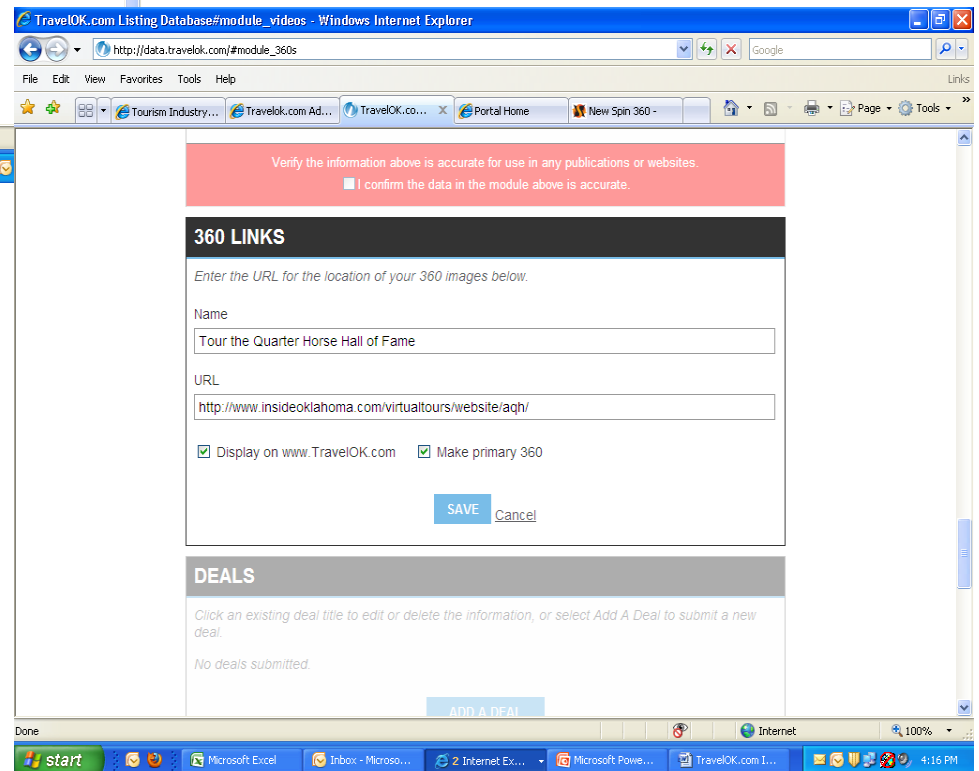 TravelOK.com Listing Database#module_videos - Windows Internet Explorer
http://data.travelok.com/#module_360s
Google
File Edit View Favorites Tools Help
Links
Tourism Industry... Travelok.com Ad... TravelOK.co... X Portal Home New Spin 360 -
Page Tools »
Verify the information above is accurate for use in any publications or websites.
I confirm the data in the module above is accurate.
360 LINKS
Enter the URL for the location of your 360 images below.
Name
Tour the Quarter Horse Hall of Fame
URL
http://www.insideoklahoma.com/virtualtours/website/aqh/
Display on www.TravelOK.com Make primary 360
SAVE Cancel
DEALS
Click an existing deal title to edit or delete the information, or select Add A Deal to submit a new
deal.
No deals submitted.
ADD A DEAL
Done Internet 100%
start Microsoft Excel Inbox - Microso... 2 Internet Ex... Microsoft Powe... TravelOK.com I... 4:16 PM